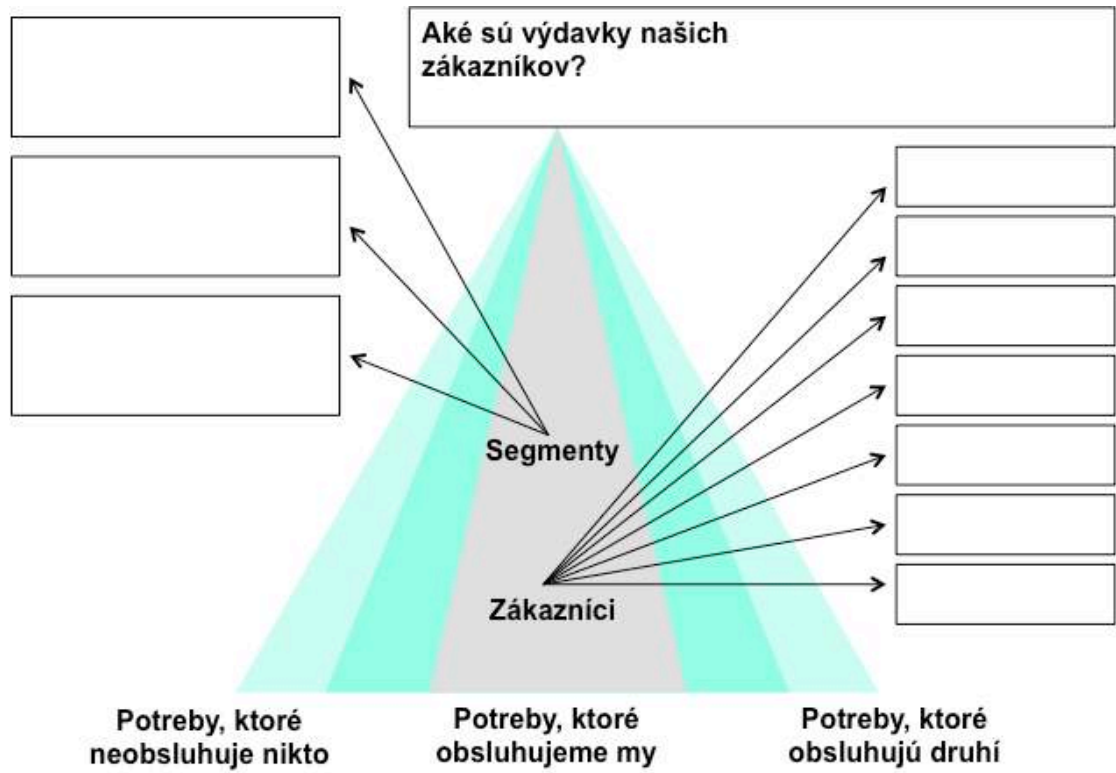 Aké sú výdavky našich
zákazníkov?
Segmenty
Zákazníci
Potreby, ktoré
neobsluhuje nikto
Potreby, ktoré
obsluhujeme my
Potreby, ktoré
obsluhujú druhí